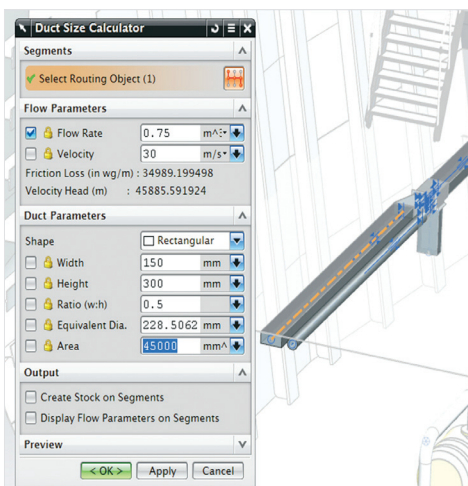 Duct Size Calculator
Segments
Select Routing Object (1)
Flow Parameters
Flow Rate 0.75
Velocity 30 m/s
Friction Loss (in wg/m) : 34989.199498
Velocity Head (m) : 45885.591924
Duct Parameters
Shape Rectangular
Width 150 mm
Height 300 mm
Ratio (w:h) 0.5
Equivalent Dia. 228.5062 mm
Area 45000 mm^
Output
Create Stock on Segments
Display Flow Parameters on Segments
Preview
< OK > Apply Cancel